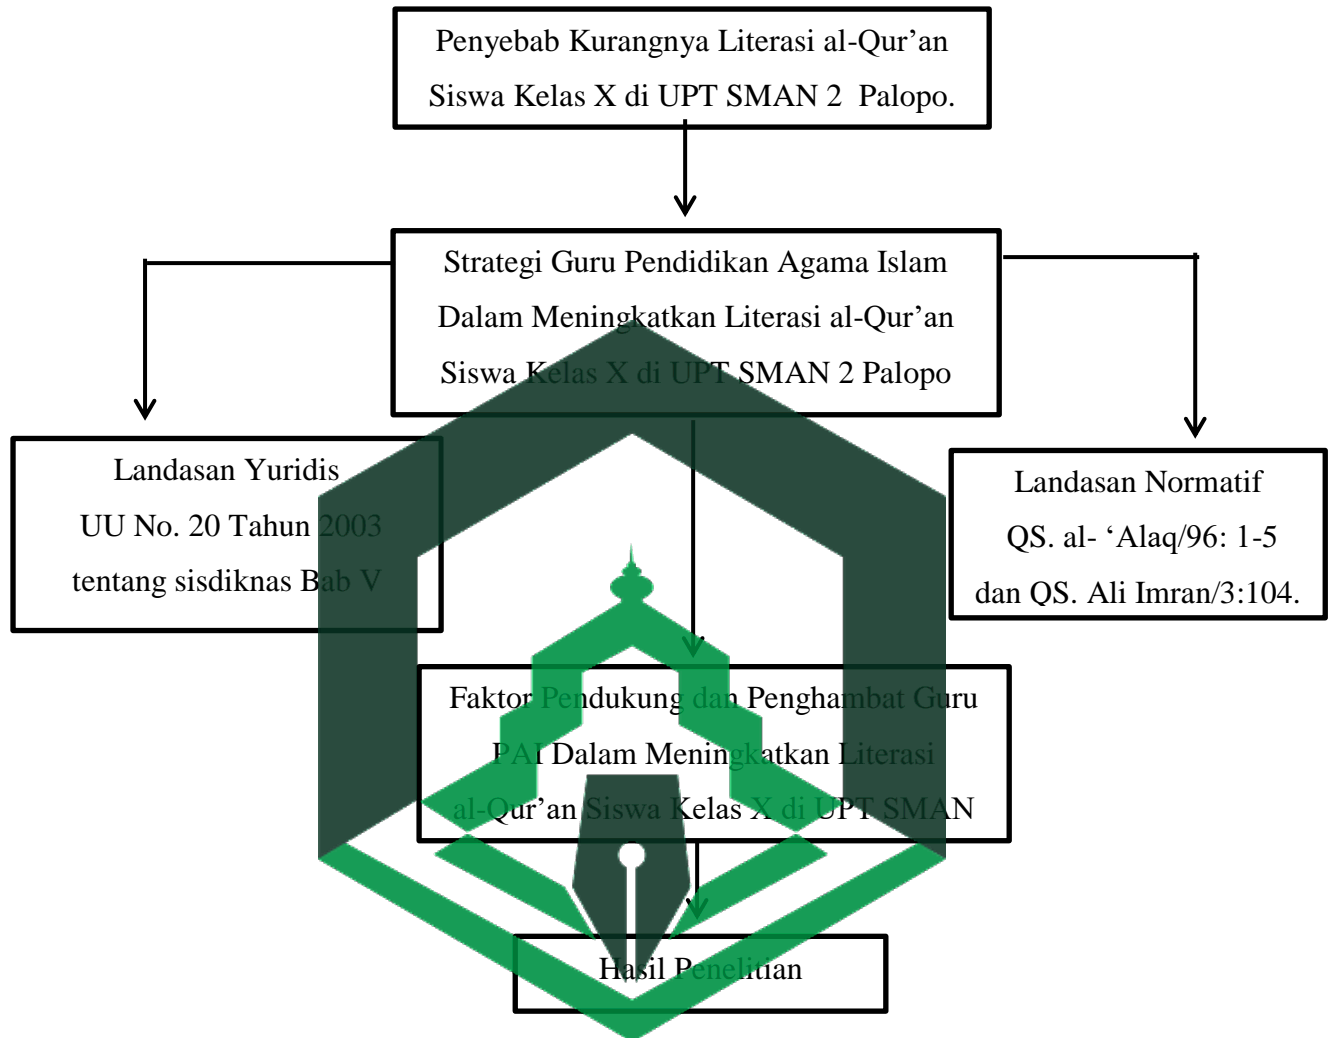 Penyebab Kurangnya Literasi al-Qur’an
Siswa Kelas X di UPT SMAN 2 Palopo.
Strategi Guru Pendidikan Agama Islam
Dalam Meningkatkan Literasi al-Qur’an
Siswa Kelas X di UPT SMAN 2 Palopo
Landasan Yuridis
UU No. 20 Tahun 2003
tentang sisdiknas Bab V
Landasan Normatif
QS. al- ‘Alaq/96: 1-5
dan QS. Ali Imran/3:104.
Faktor Pendukung dan Penghambat Guru
PAI Dalam Meningkatkan Literasi
al-Qur’an Siswa Kelas X di UPT SMAN
Hasil Penelitian